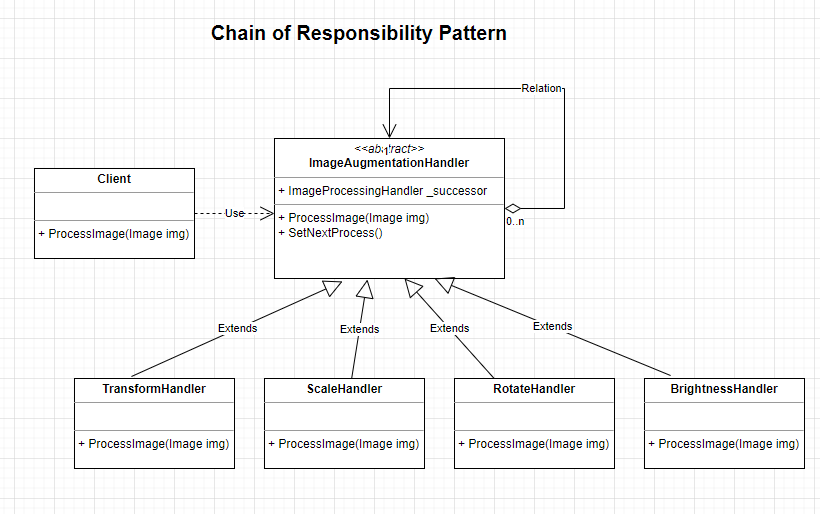 Chain of Responsibility Pattern
Relation
<<abstract>>
1
ImageAugmentationHandler
+ ImageProcessingHandler _successor
+ ProcessImage(Image img)
+ SetNextProcess()
0..n
Client
+ ProcessImage(Image img)
Use
Extends
Extends
Extends
Extends
TransformHandler
+ ProcessImage(Image img)
ScaleHandler
+ ProcessImage(Image img)
RotateHandler
+ ProcessImage(Image img)
BrightnessHandler
+ ProcessImage(Image img)